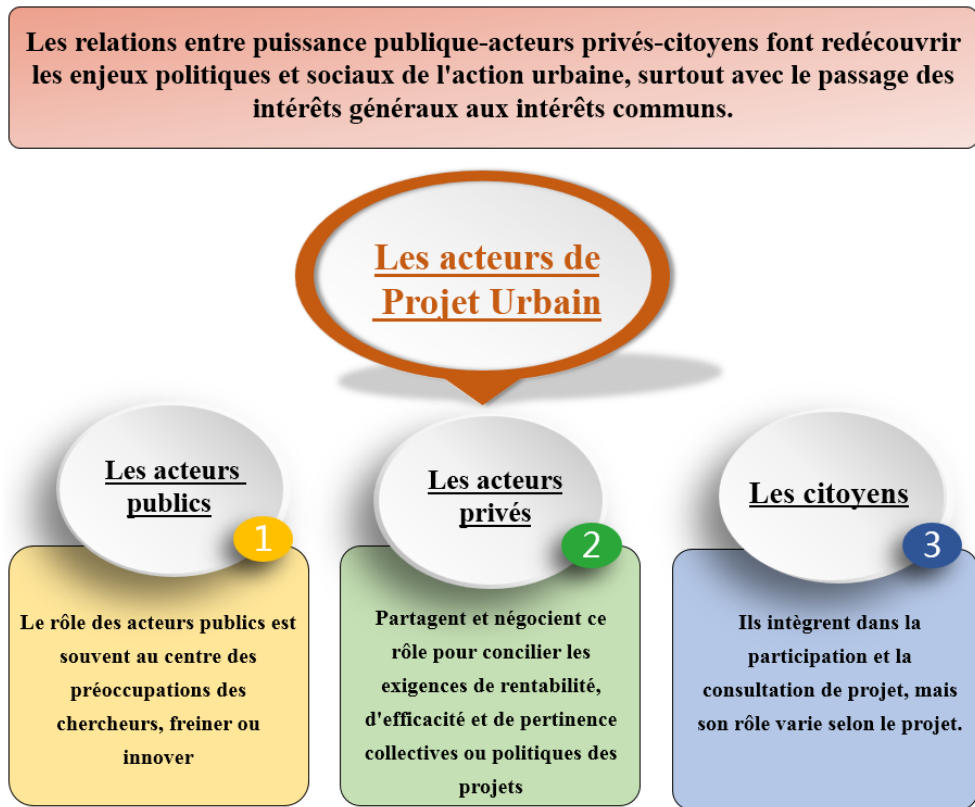 Les relations entre puissance publique-acteurs privés-citoyens font redécouvrir
les enjeux politiques et sociaux de l'action urbaine, surtout avec le passage des
intérêts généraux aux intérêts communs.
Les acteurs de
Projet Urbain
Les acteurs
publics
1
Le rôle des acteurs publics est
souvent au centre des
préoccupations des
chercheurs, freiner ou
innover
Les acteurs
privés
2
Partagent et négocient ce
rôle pour concilier les
exigences de rentabilité,
d'efficacité et de pertinence
collectives ou politiques des
projets
Les citoyens
3
Ils intègrent dans la
participation et la
consultation de projet, mais
son rôle varie selon le projet.